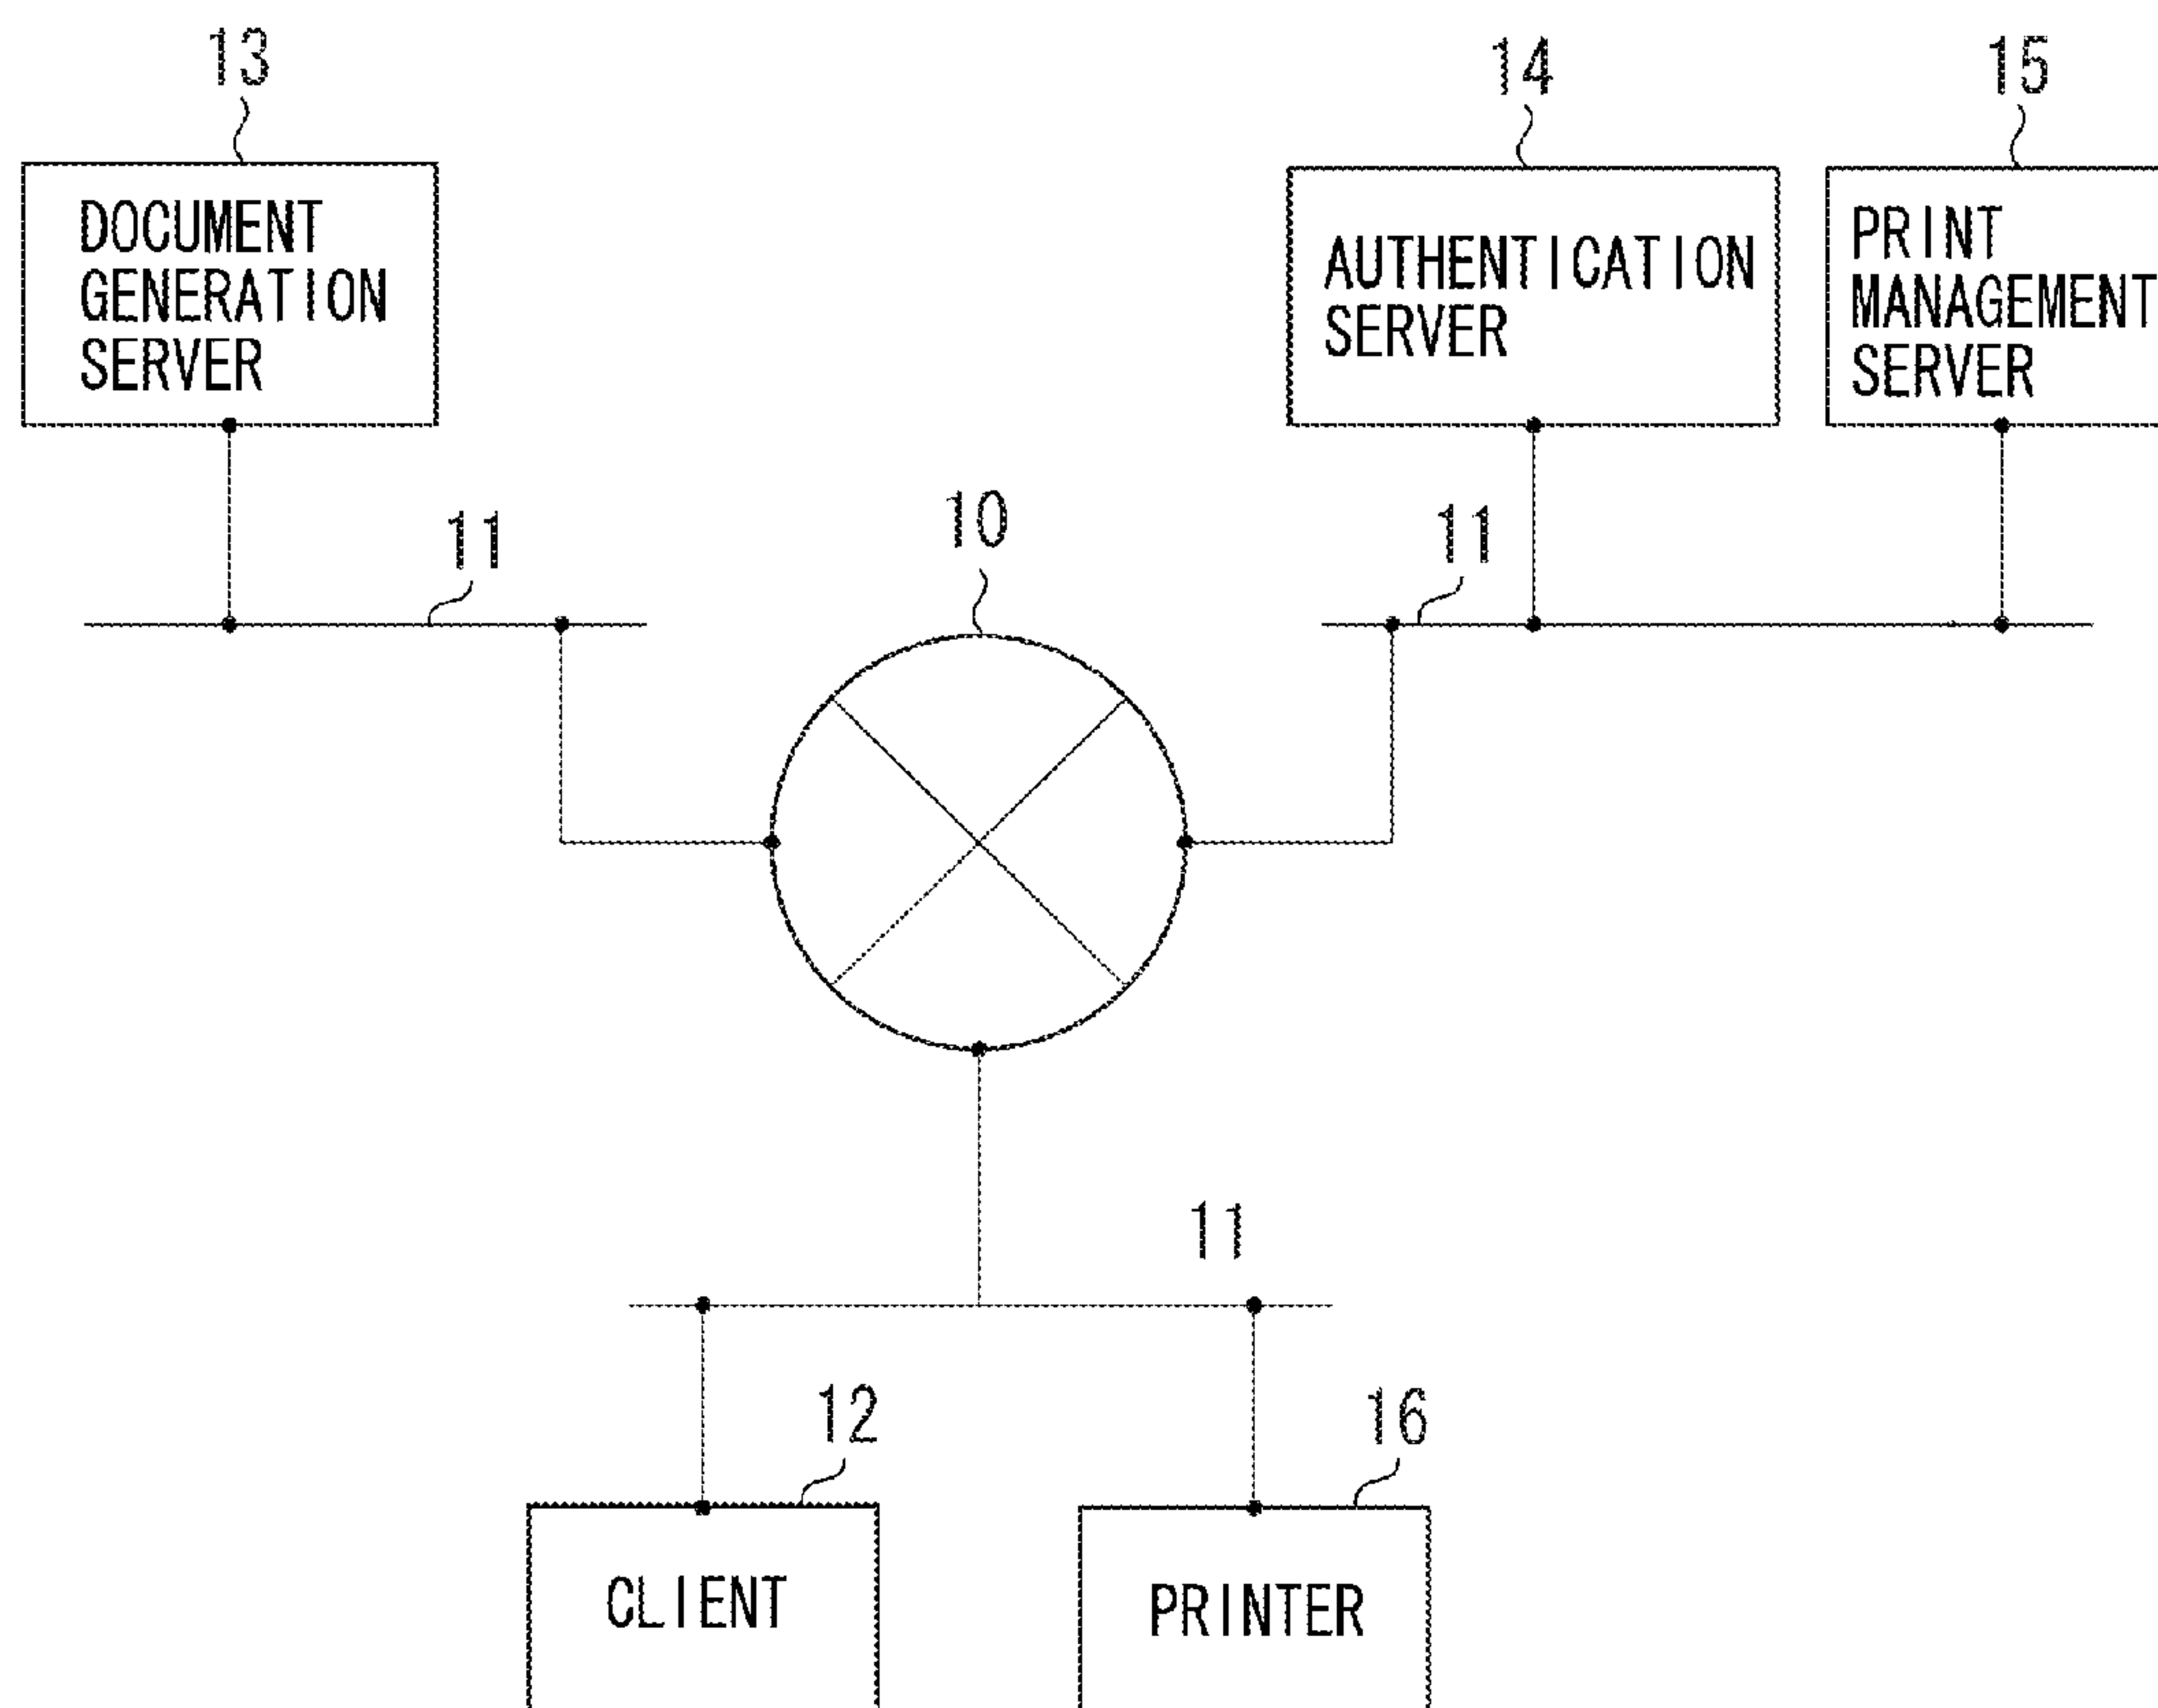 13
14
15
DOCUMENT
GENERATION
SERVER
AUTHENTICATION
SERVER
PRINT
MANAGEMENT
SERVER
11
10
11
11
12
16
CLIENT
PRINTER